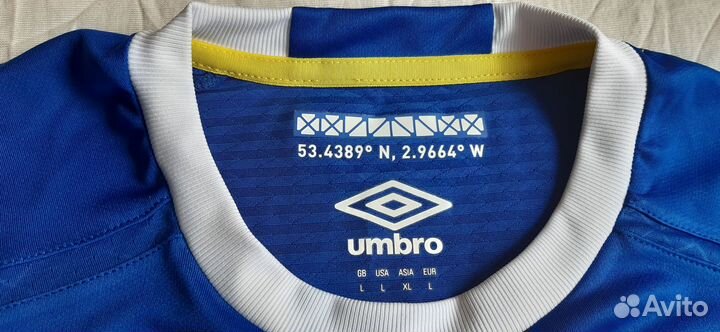 53.4389° N, 2.9664° W
umbro
GB USA ASIA EUR
L L XL L
Avito